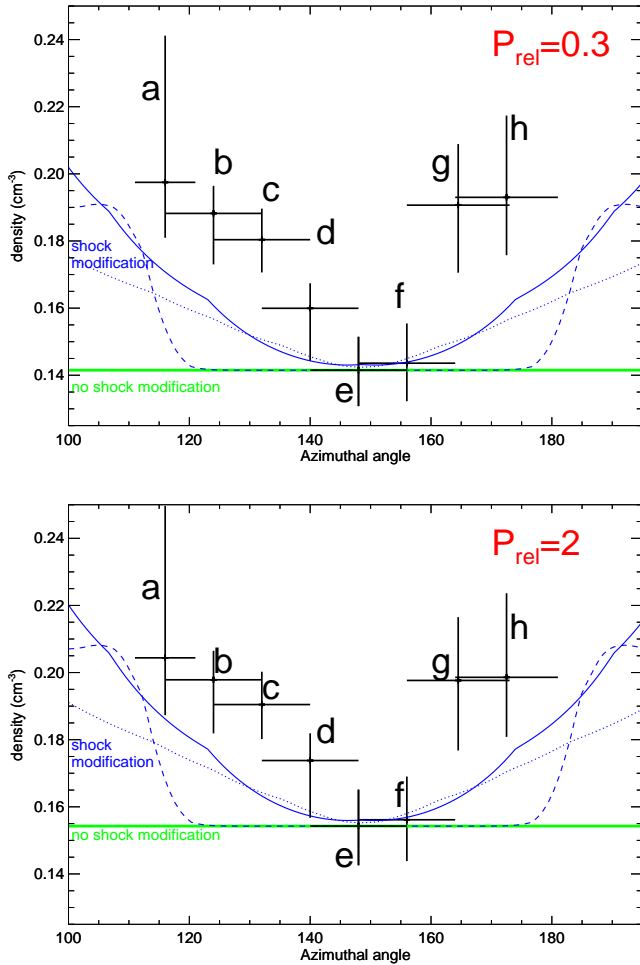 0.24
0.22
0.20
0.18
0.16
0.14
density (cm-3)
Prel=0.3
a
b
c
d
e
f
g
h
shock
modification
no shock modification
100
120
140
160
180
Azimuthal angle
0.24
0.22
0.20
0.18
0.16
0.14
density (cm-3)
Prel=2
a
b
c
d
e
f
g
h
shock
modification
no shock modification
100
120
140
160
180
Azimuthal angle